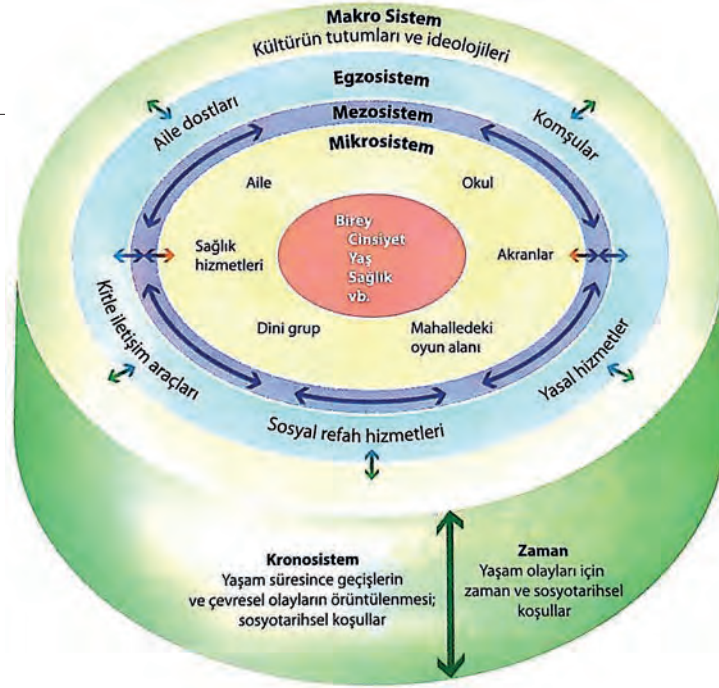 Makro Sistem
Kültürün tutumları ve ideolojileri
Egzosistem
Aile dostları
Komşular
Mezosistem
Mikrosistem
Aile
Okul
Birey
Cinsiyet
Yaş
Sağlık
vb.
Sağlık
hizmetleri
Akranlar
Dini grup
Mahalledeki
oyun alanı
Kitle iletişim araçları
Yasal hizmetler
Sosyal refah hizmetleri
Kronosistem
Yaşam süresince geçişlerin
ve çevresel olayların örüntülenmesi;
sosyotarihsel koşullar
Zaman
Yaşam olayları için
zaman ve sosyotarihsel
koşullar